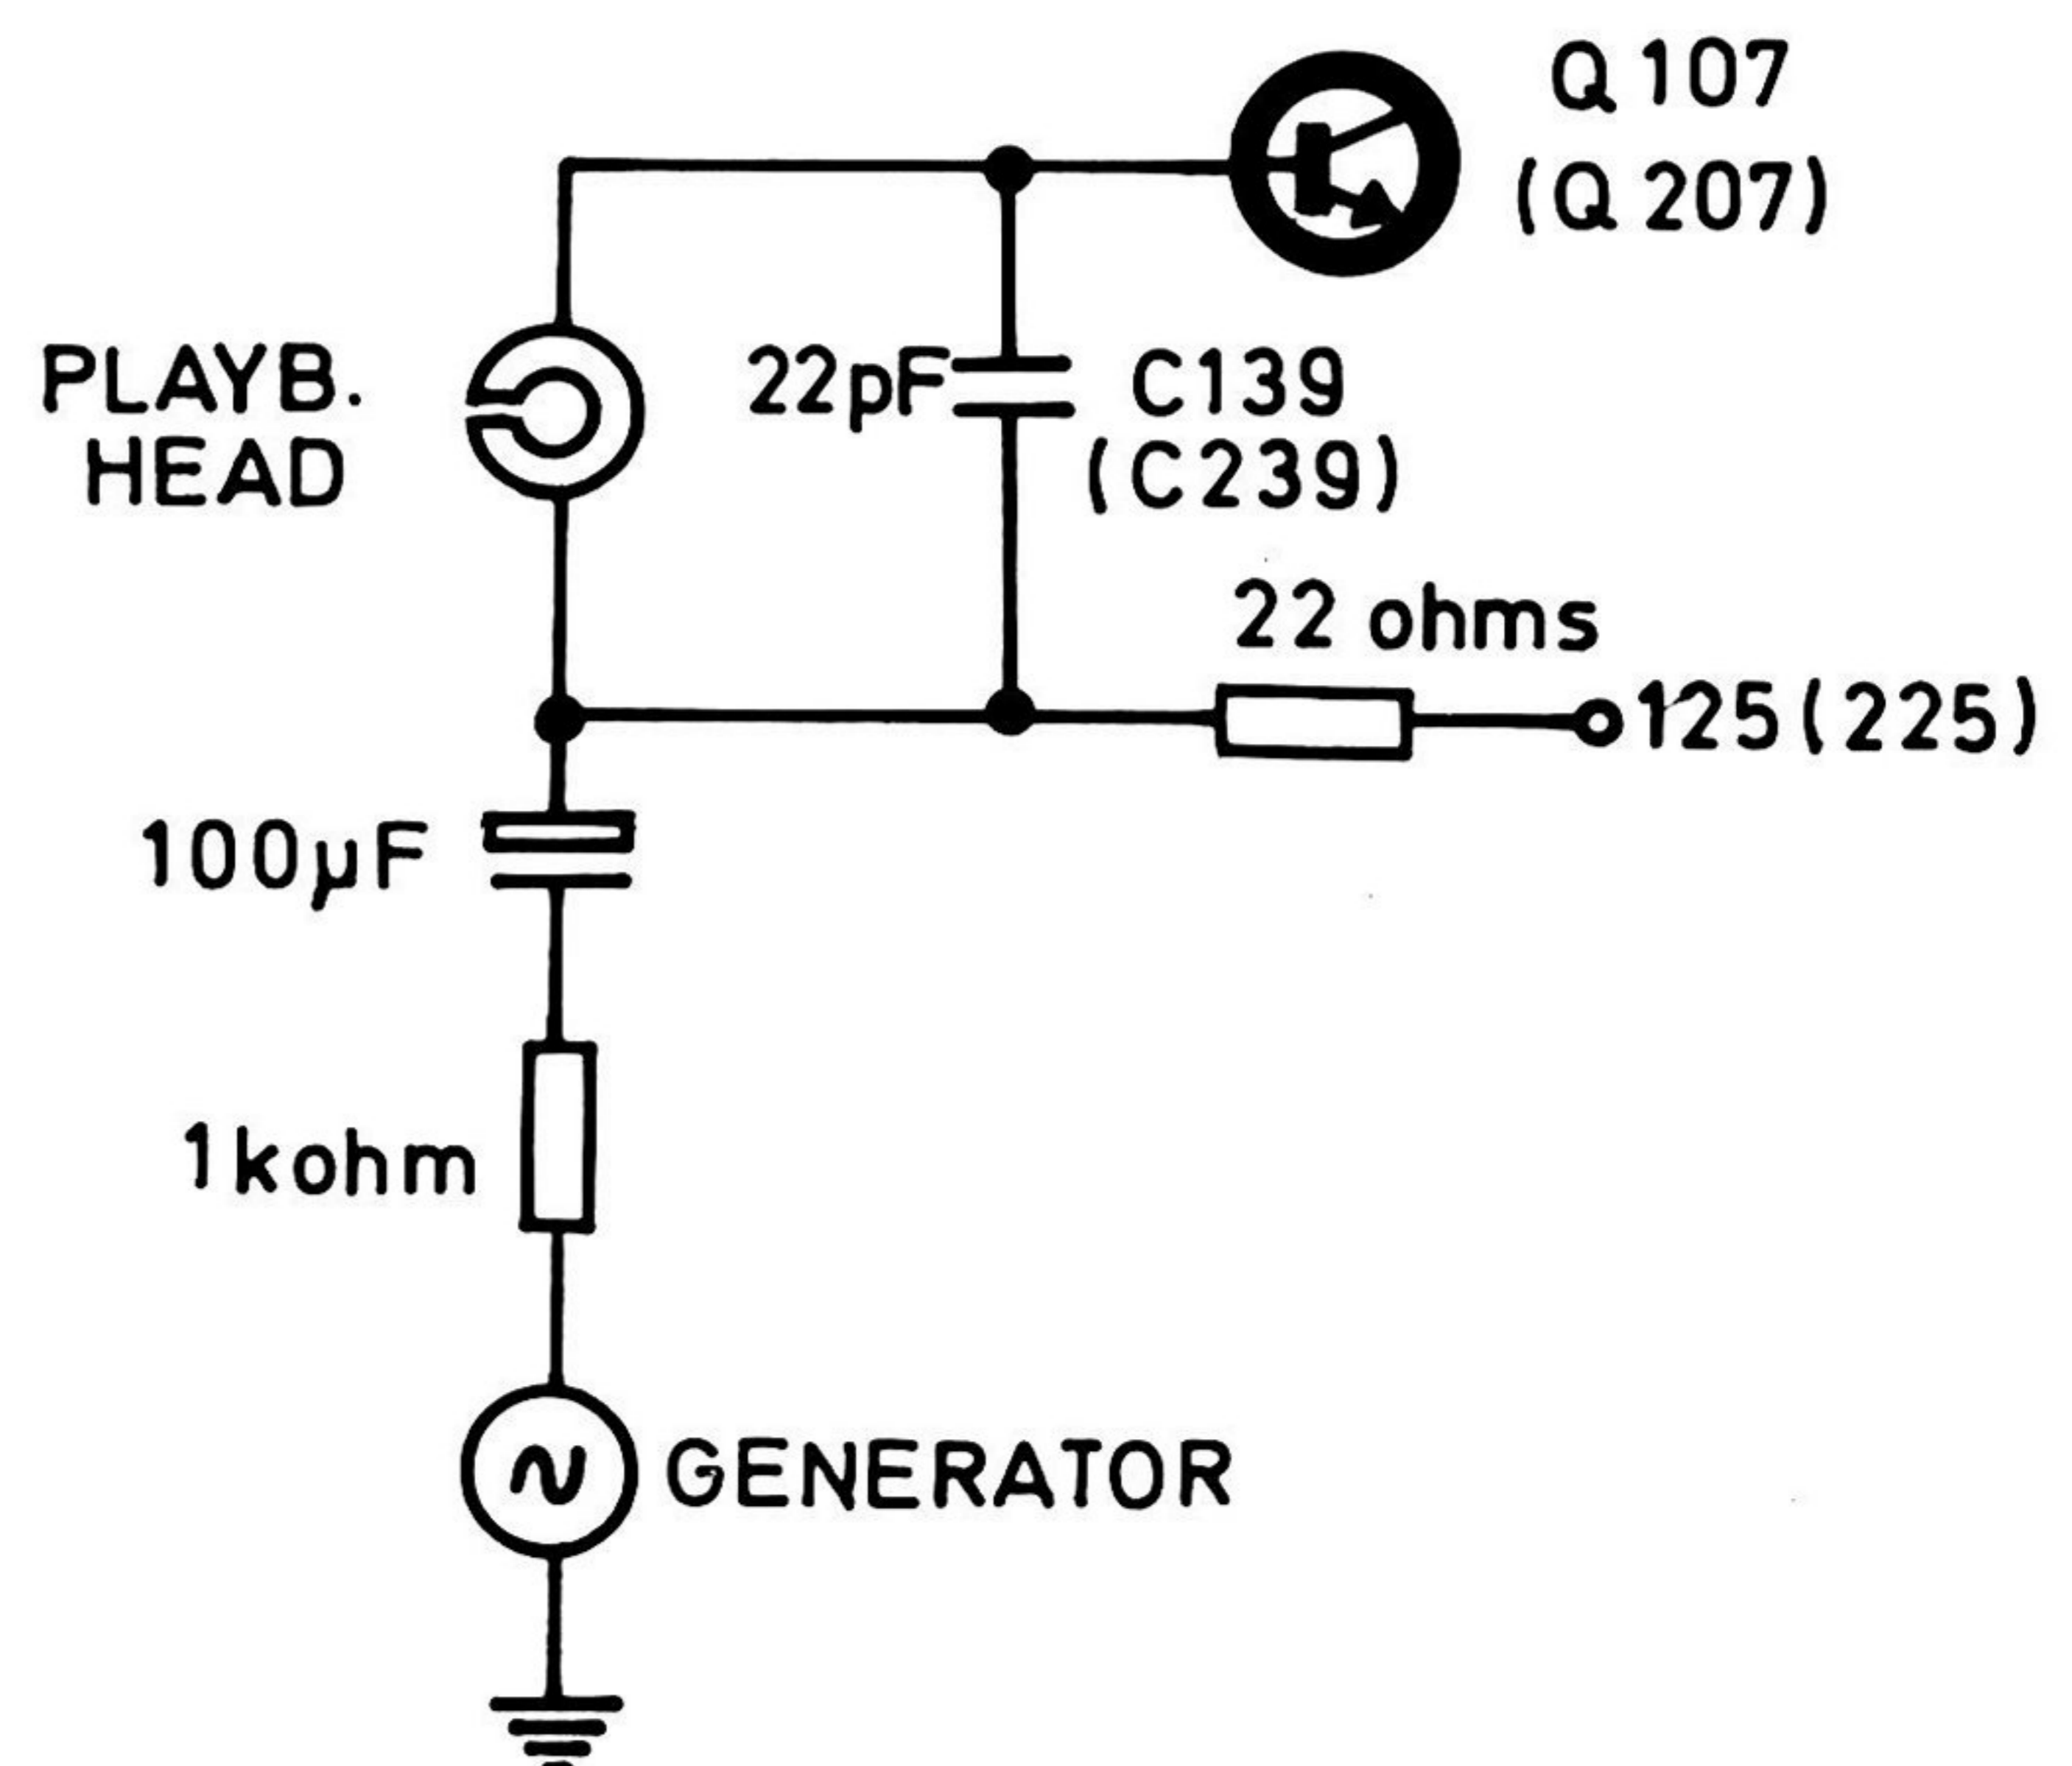 Q 107
(Q 207)
PLAYB.
HEAD
22pF
C139
(C239)
22 ohms
125(225)
100µF
1kohm
GENERATOR